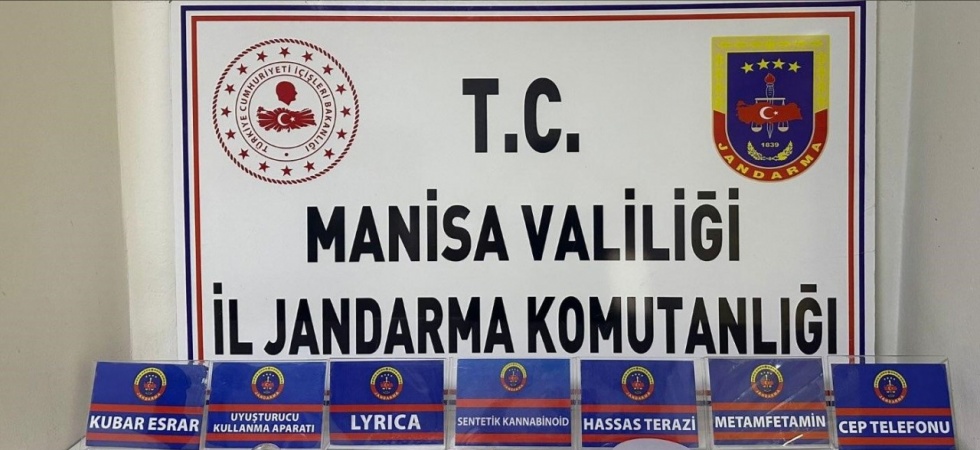 TÜRKİYE CUMHURİYETİ İÇİŞLERİ BAKANLIĞI
T.C.
1839
JANDARMA
MANİSA VALİLİĞİ
İL JANDARMA KOMUTANLIĞI
KUBAR ESRAR
UYUŞTURUCU
KULLANMA APARATI
LYRICA
SENTETİK KANNABİNOİD
HASSAS TERAZİ
METAMFETAMİN
CEP TELEFONU